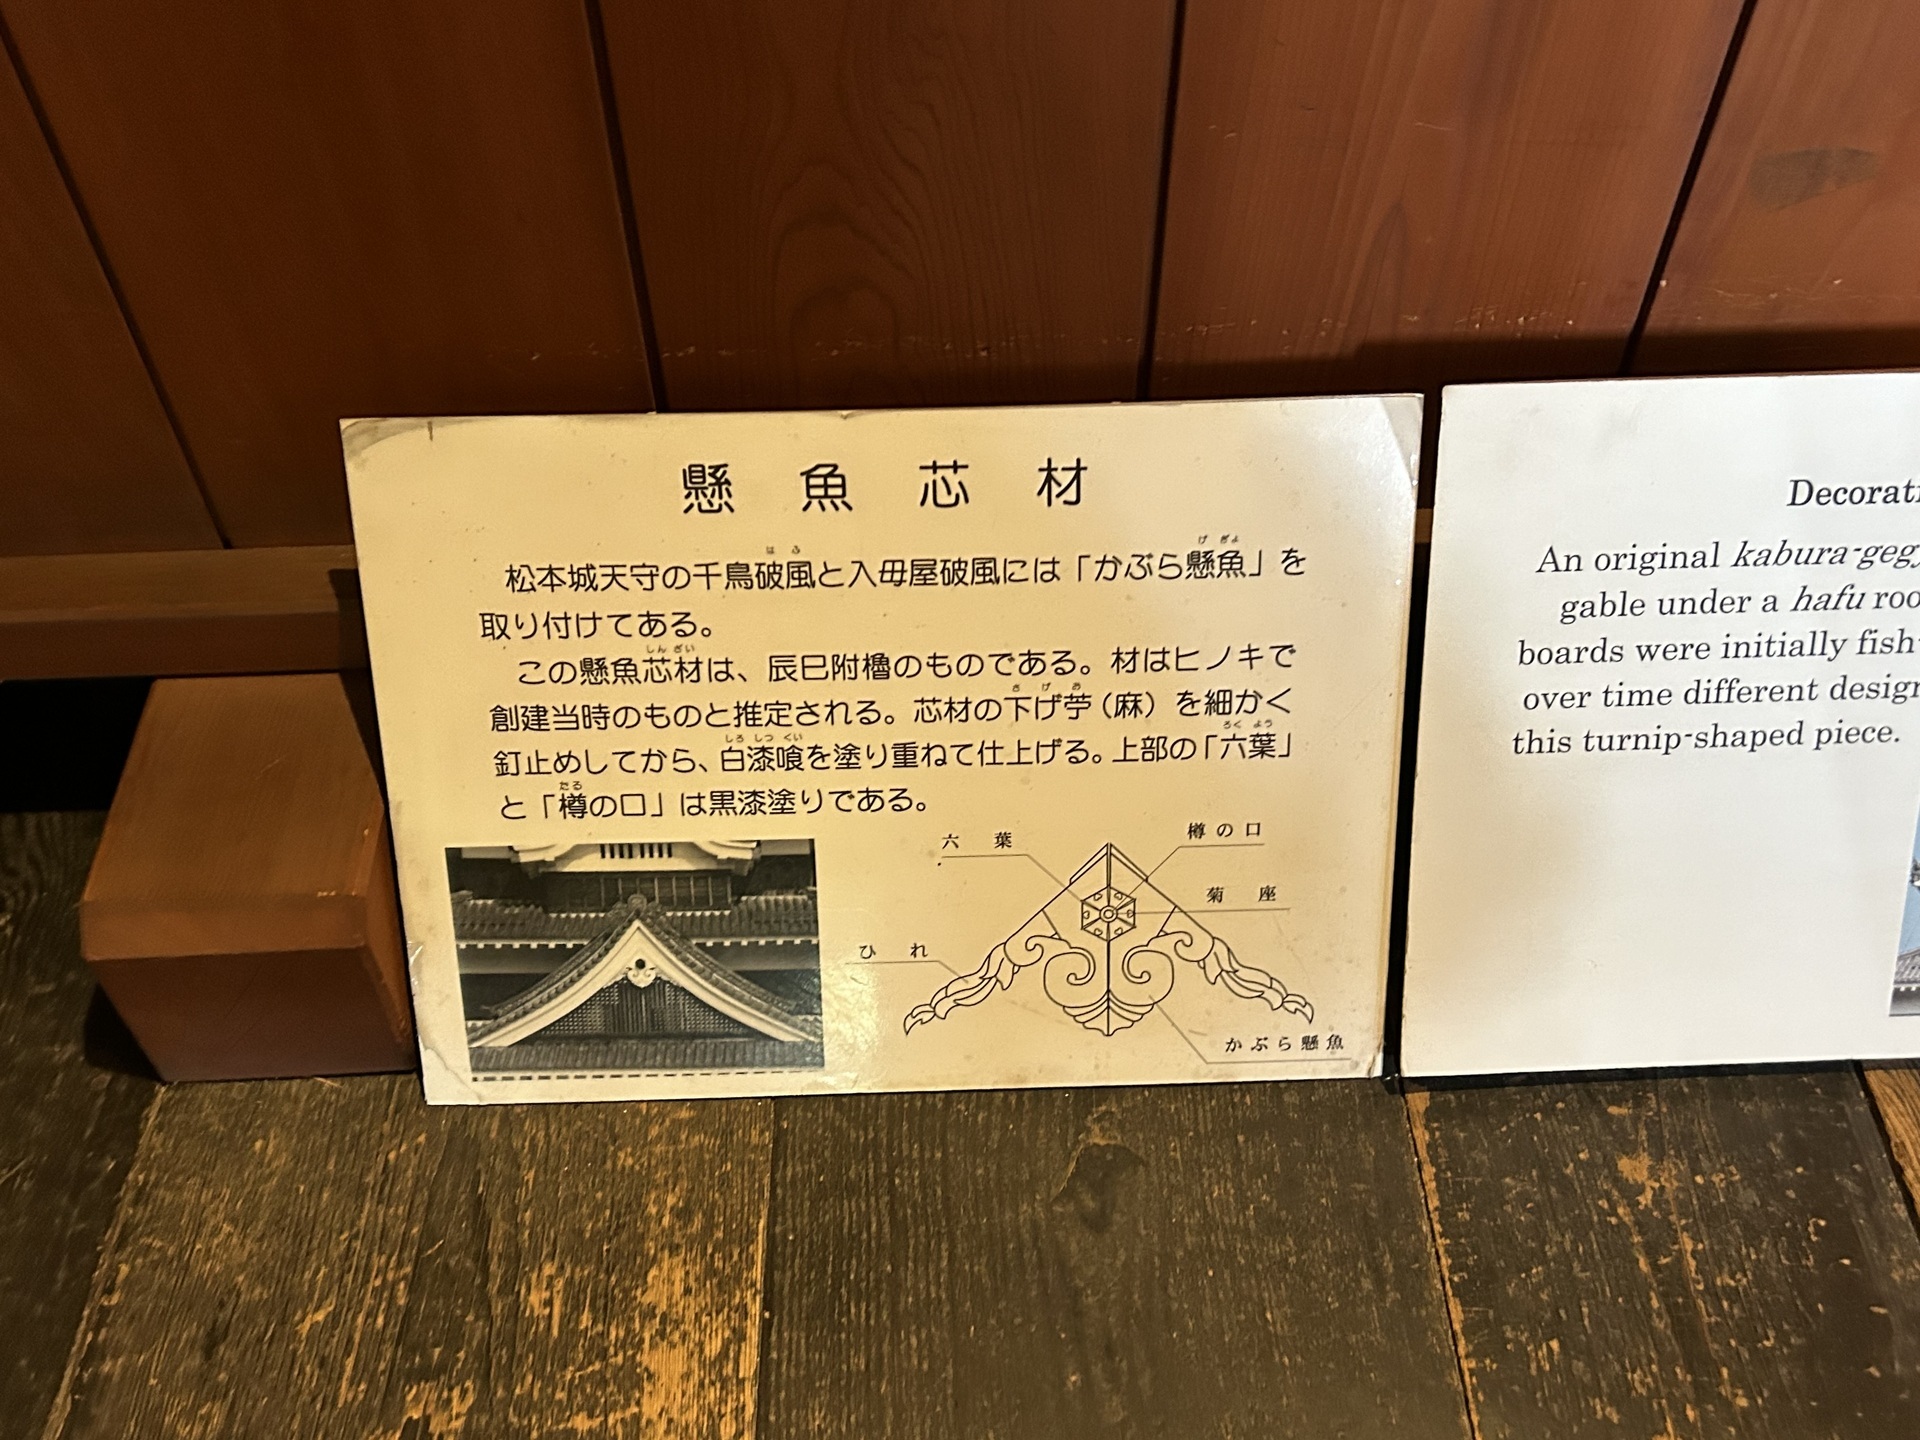 懸魚芯材
松本城天守の千鳥破風と入母屋破風には「かぶら懸魚」を
取り付けてある。
この懸魚芯材は、辰巳附櫓のものである。材はヒノキで
創建当時のものと推定される。芯材の下げ苧(麻)を細かく
釘止めしてから、白漆喰を塗り重ねて仕上げる。上部の「六葉」
と「樽の口」は黒漆塗りである。
六葉
樽の口
菊座
ひれ
かぶら懸魚
Decorati
An original kabura-gegy
gable under a hafu roo
boards were initially fish
over time different design
this turnip-shaped piece.